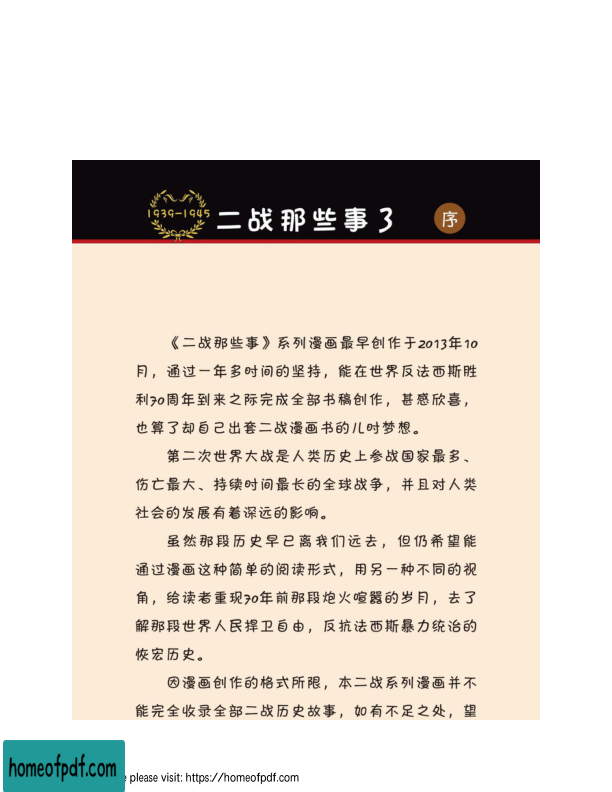 1939-1945
二战那些事3
序
《二战那些事》系列漫画最早创作于2013年10
月，通过一年多时间的坚持，能在世界反法西斯胜
利70周年到来之际完成全部书稿创作，甚感欣喜，
也算了却自己出套二战漫画书的儿时梦想。
第二次世界大战是人类历史上参战国家最多、
伤亡最大、持续时间最长的全球战争，并且对人类
社会的发展有着深远的影响。
虽然那段历史早已离我们远去，但仍希望能
通过漫画这种简单的阅读形式，用另一种不同的视
角，给读者重现70年前那段炮火喧嚣的岁月，去了
解那段世界人民捍卫自由，反抗法西斯暴力统治的
恢宏历史。
因漫画创作的格式所限，本二战系列漫画并不
能完全收录全部二战历史故事，如有不足之处，望
homeofpdf.com
please visit: https://homeofpdf.com